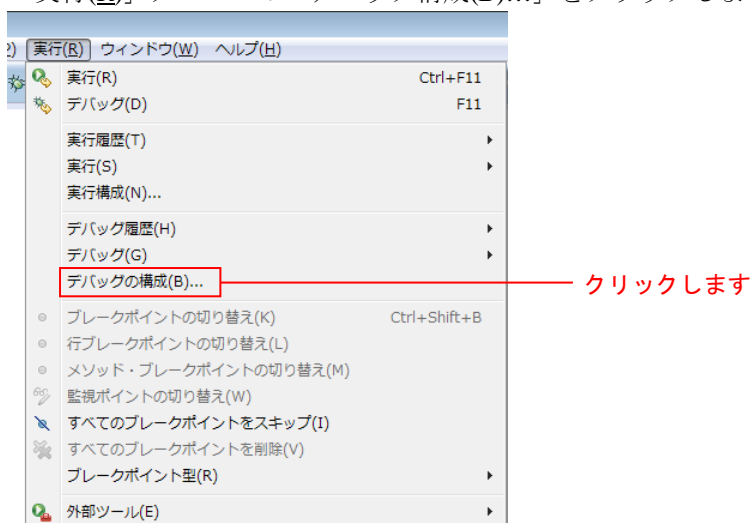 実行(R) ウィンドウ(W) ヘルプ(H)
実行(R) Ctrl+F11
デバッグ(D) F11
実行履歴(T)
実行(S)
実行構成(N)...
デバッグ履歴(H)
デバッグ(G)
デバッグの構成(B)...
クリックします
ブレークポイントの切り替え(K) Ctrl+Shift+B
行ブレークポイントの切り替え(L)
メソッド・ブレークポイントの切り替え(M)
監視ポイントの切り替え(W)
すべてのブレークポイントをスキップ(I)
すべてのブレークポイントを削除(V)
ブレークポイント型(R)
外部ツール(E)